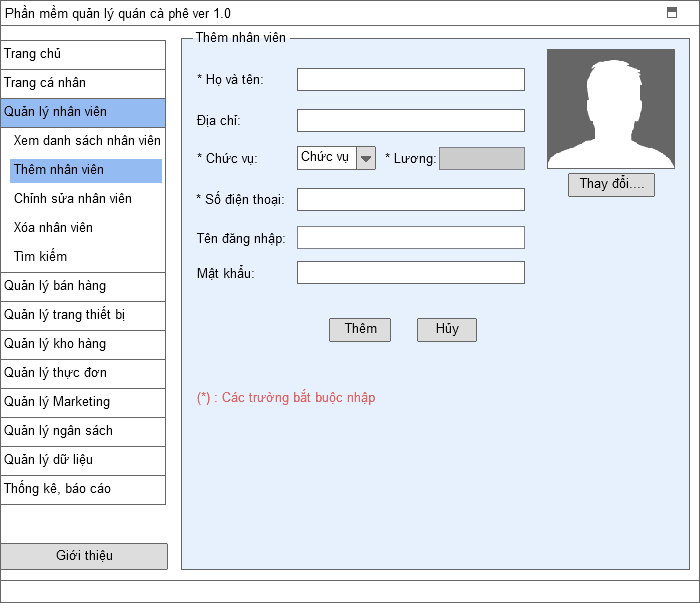 Phần mềm quản lý quán cà phê ver 1.0
Trang chủ
Trang cá nhân
Quản lý nhân viên
Xem danh sách nhân viên
Thêm nhân viên
Chỉnh sửa nhân viên
Xóa nhân viên
Tìm kiếm
Quản lý bán hàng
Quản lý trang thiết bị
Quản lý kho hàng
Quản lý thực đơn
Quản lý Marketing
Quản lý ngân sách
Quản lý dữ liệu
Thống kê, báo cáo
Giới thiệu
Thêm nhân viên
* Họ và tên:
Địa chỉ:
* Chức vụ: Chức vụ * Lương:
* Số điện thoại:
Tên đăng nhập:
Mật khẩu:
Thay đổi....
Thêm Hủy
(*) : Các trường bắt buộc nhập